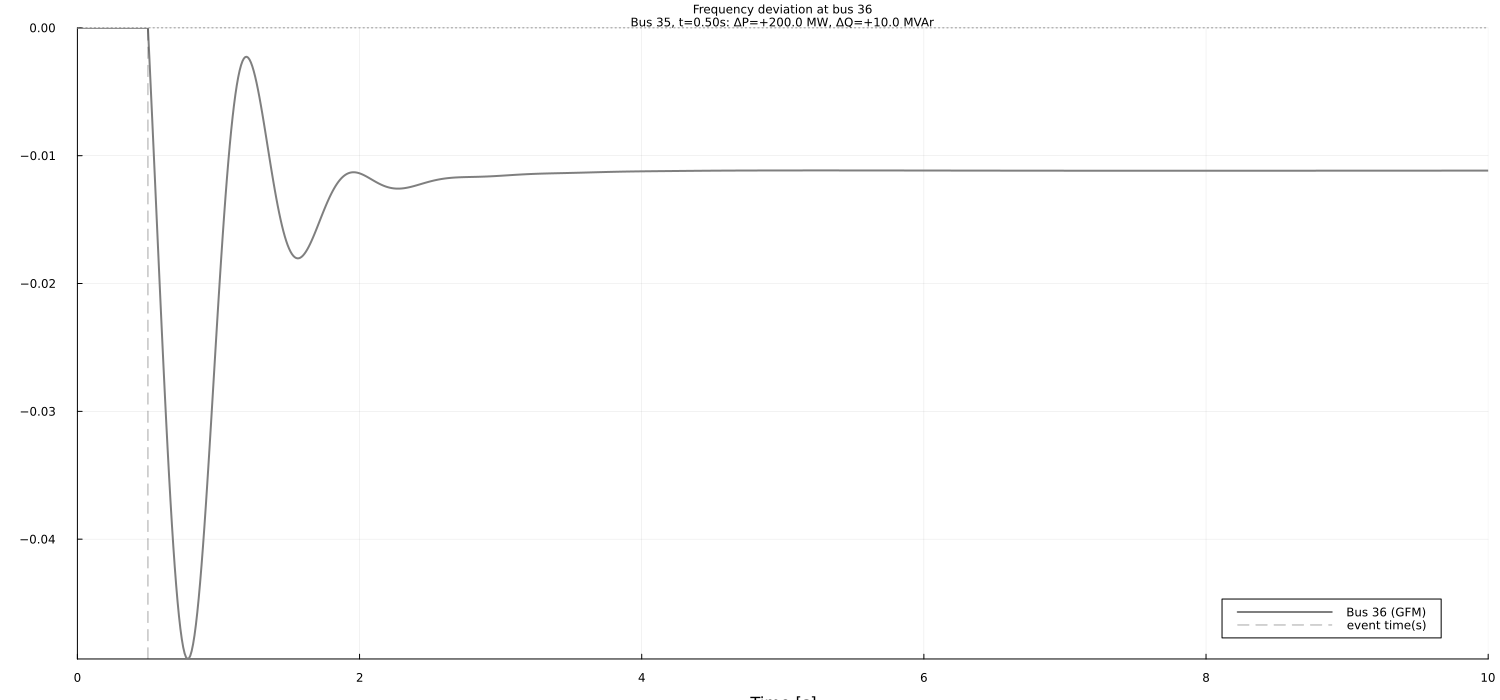 Frequency deviation at bus 36
Bus 35, t=0.50s: ΔP=+200.0 MW, ΔQ=+10.0 MVAr
0.00
−0.01
−0.02
−0.03
−0.04
Bus 36 (GFM)
event time(s)
0 2 4 6 8 10
Time [s]